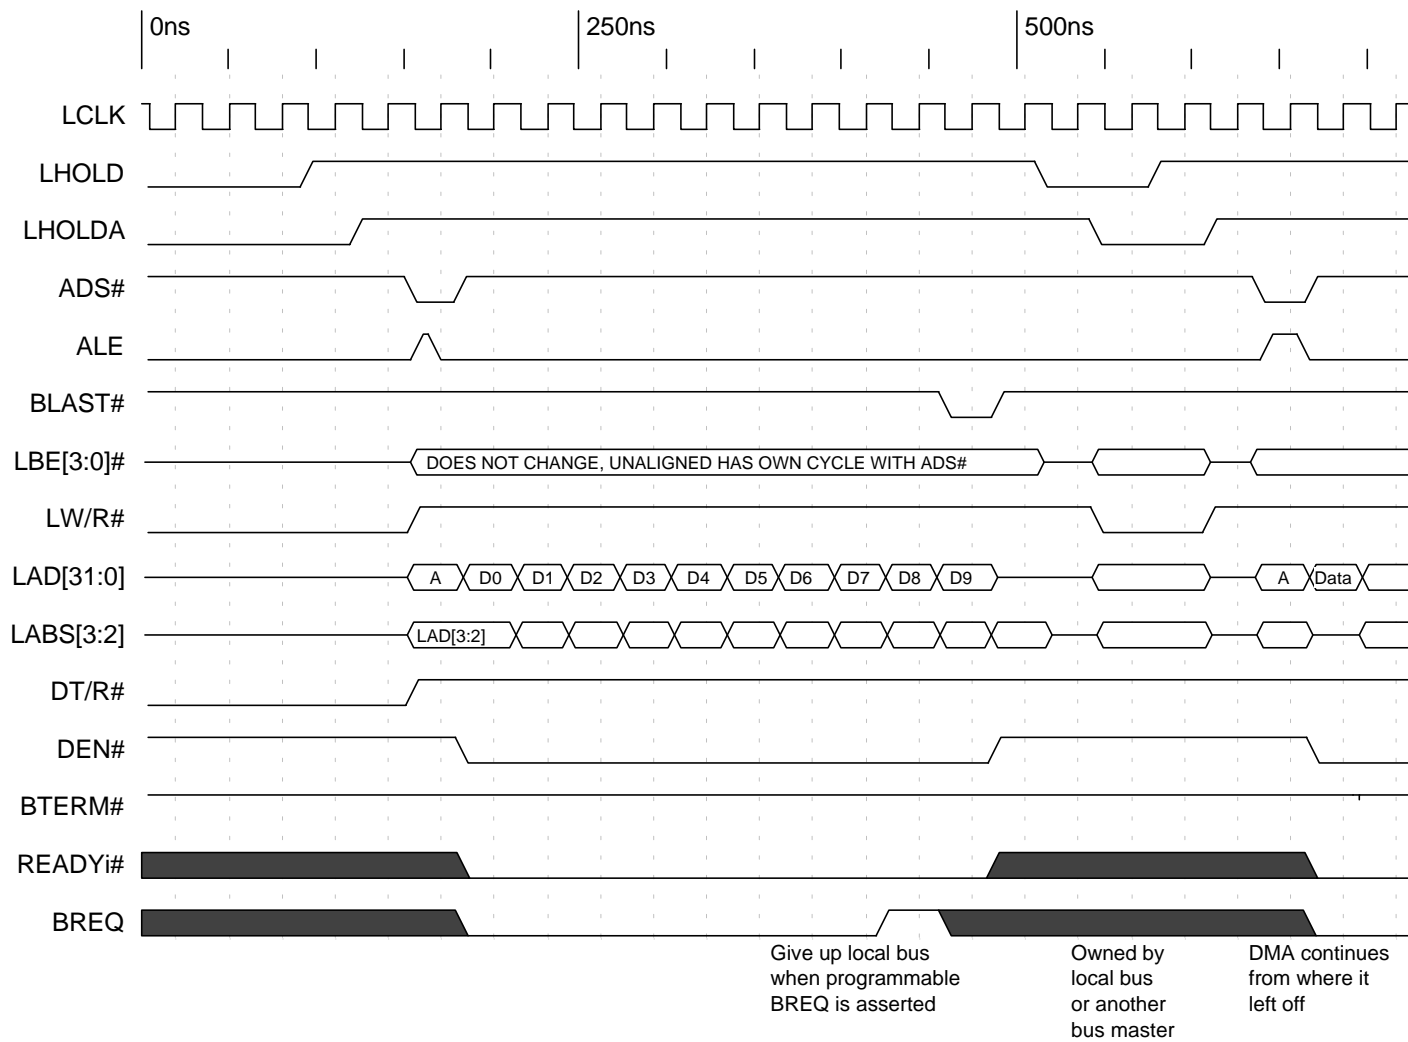 0ns 250ns 500ns
LCLK
LHOLD
LHOLDA
ADS#
ALE
BLAST#
LBE[3:0]# DOES NOT CHANGE, UNALIGNED HAS OWN CYCLE WITH ADS#
LW/R#
LAD[31:0] A D0 D1 D2 D3 D4 D5 D6 D7 D8 D9 A Data
LABS[3:2] LAD[3:2]
DT/R#
DEN#
BTERM#
READYi#
BREQ
Give up local bus
when programmable
BREQ is asserted
Owned by
local bus
or another
bus master
DMA continues
from where it
left off